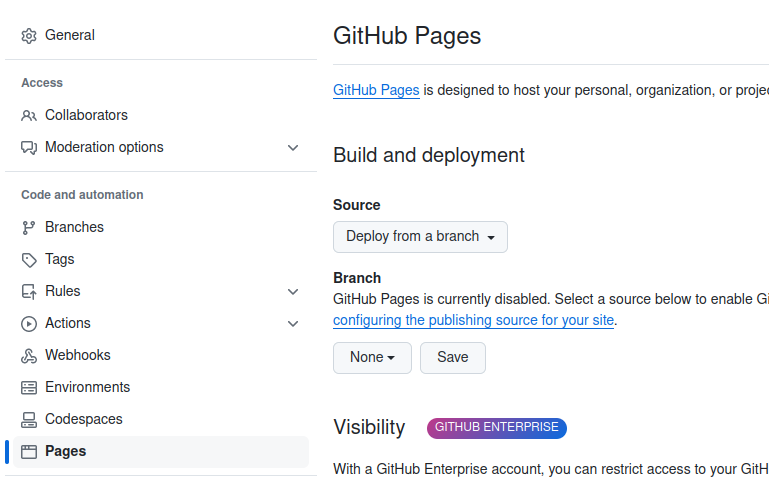 General
Access
Collaborators
Moderation options
Code and automation
Branches
Tags
Rules
Actions
Webhooks
Environments
Codespaces
Pages
GitHub Pages
GitHub Pages is designed to host your personal, organization, or
Build and deployment
Source
Deploy from a branch
Branch
GitHub Pages is currently disabled. Select a source below to enable
configuring the publishing source for your site.
None Save
Visibility GITHUB ENTERPRISE
With a GitHub Enterprise account, you can restrict access to your